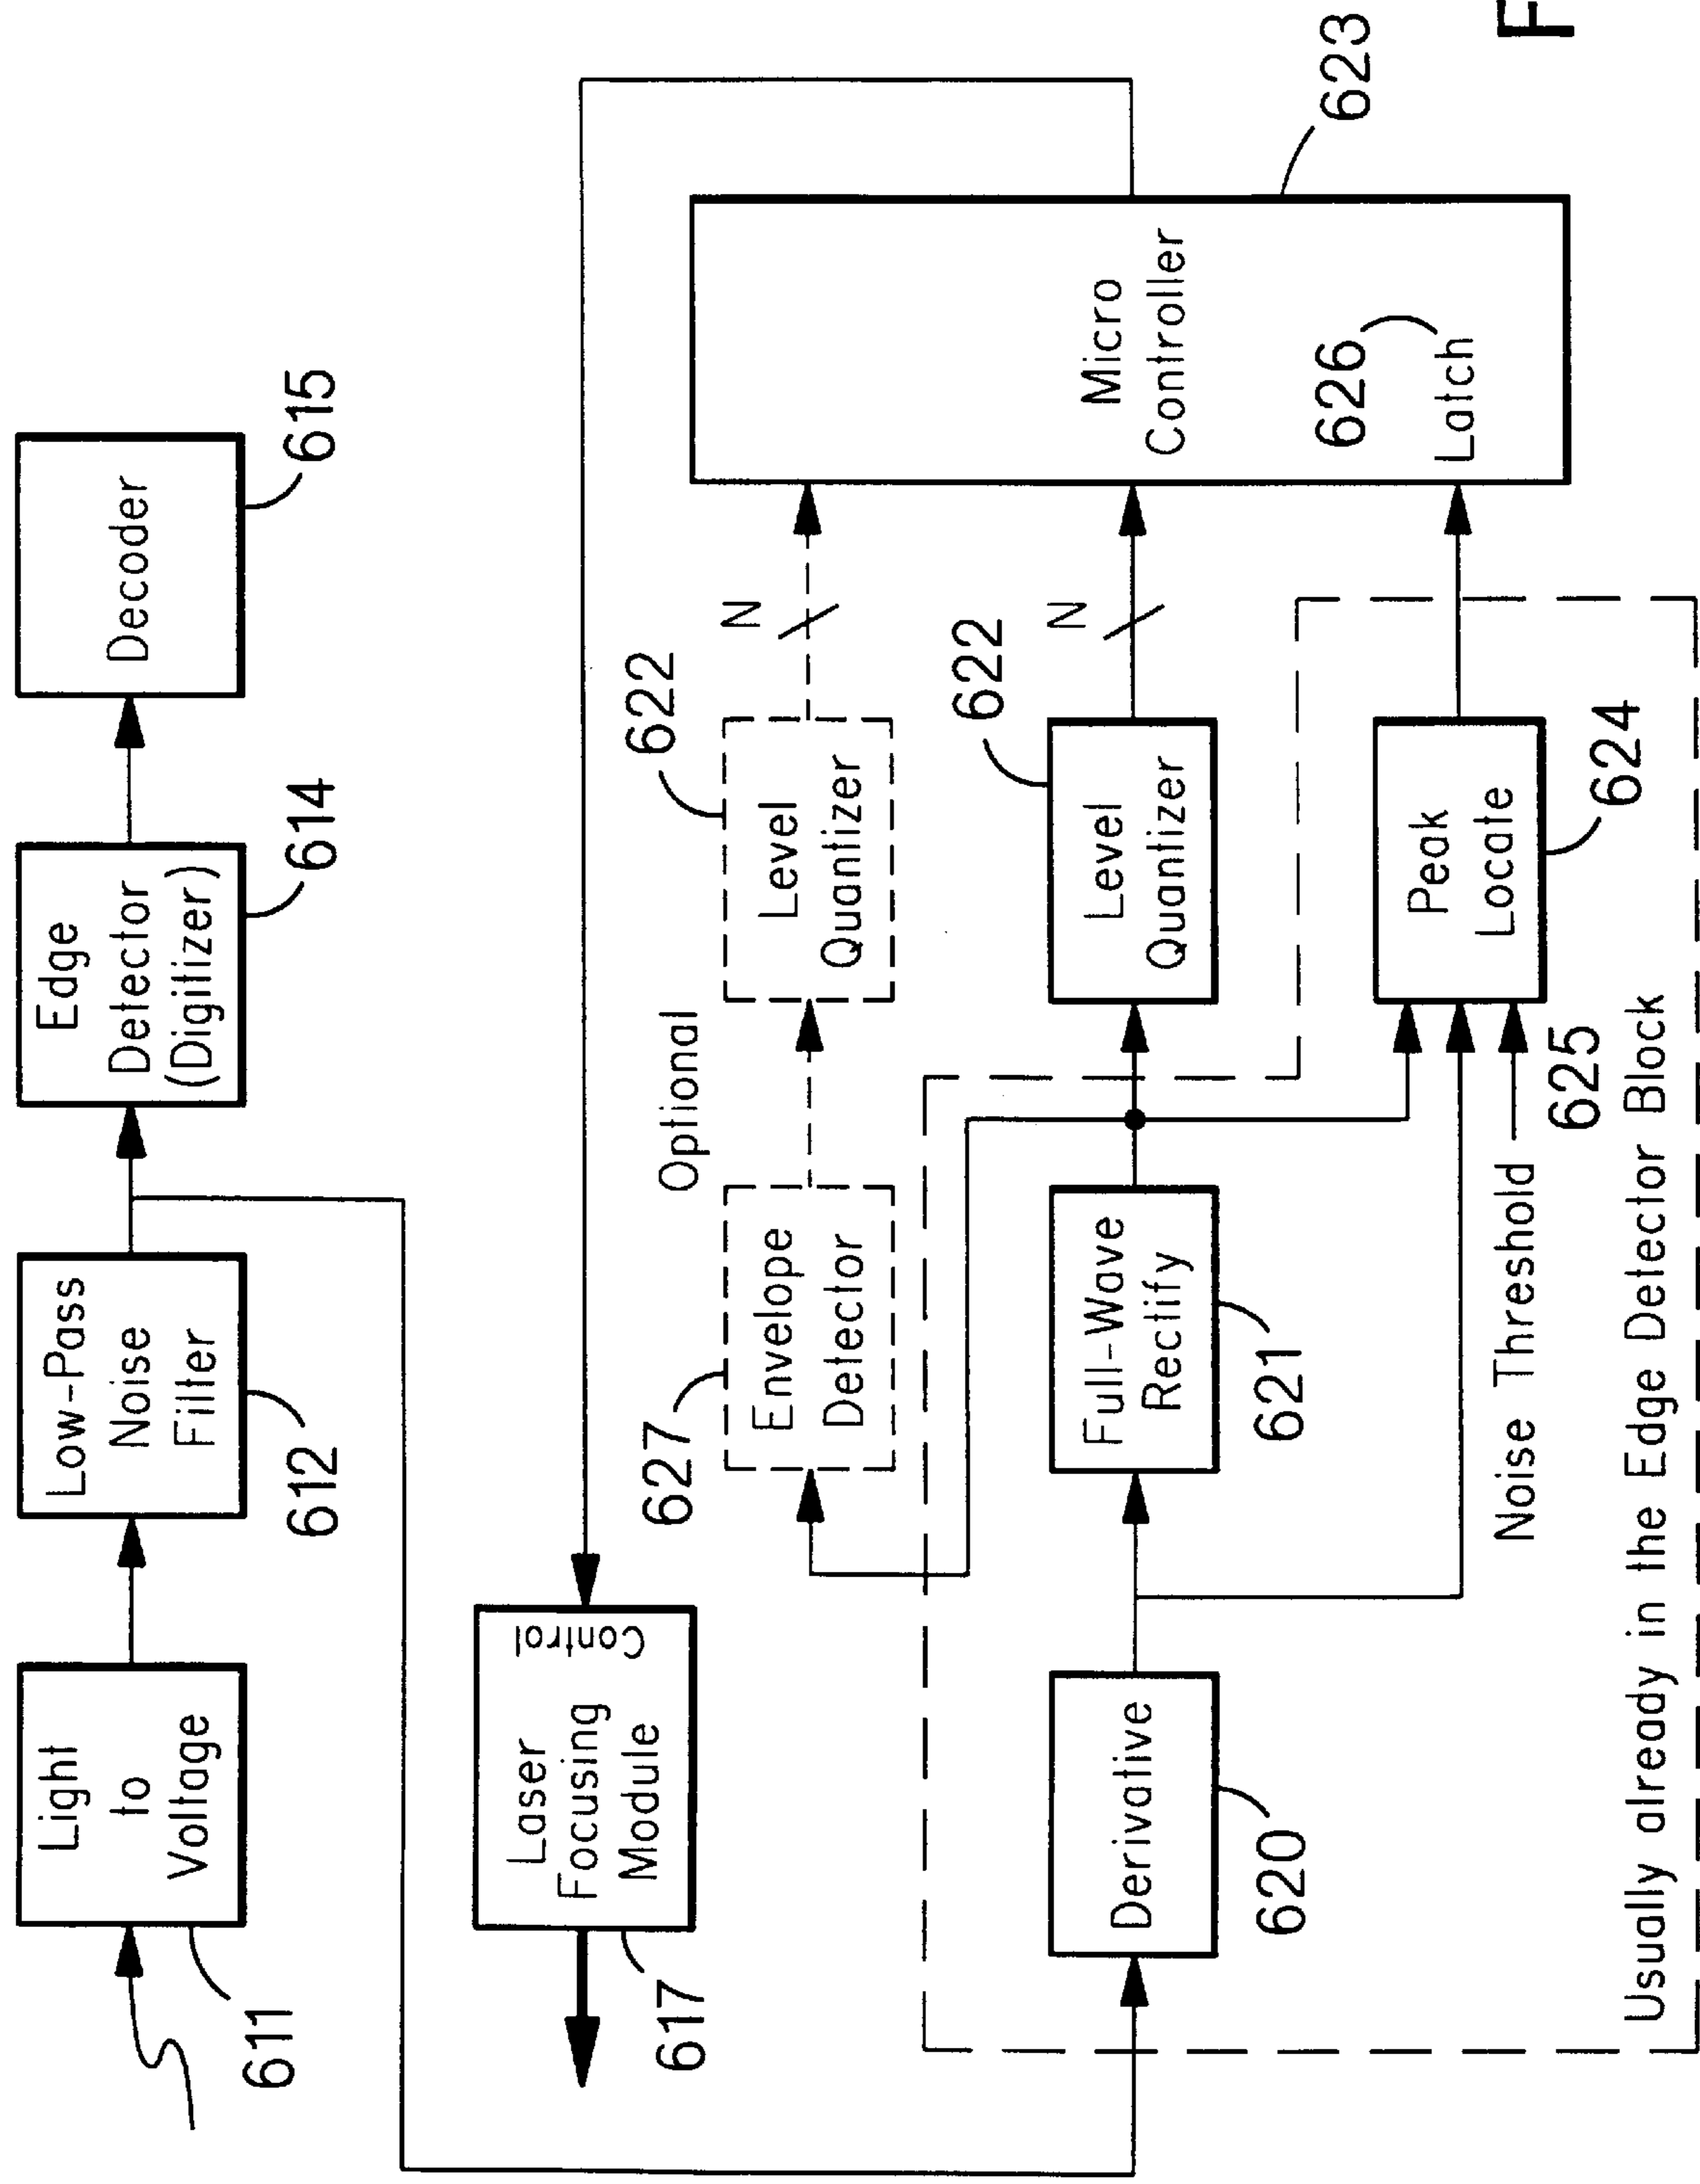 Light
to
Voltage
611
Low-Pass
Noise
Filter
612
Edge
Detector
(Digitizer)
614
Decoder
615
Laser
Focusing
Module
Control
617
Optional
627
Envelope
Detector
622
Level
Quantizer
N
Derivative
620
Full-Wave
Rectify
621
622
Level
Quantizer
N
Micro
Controller
623
626
Latch
Peak
Locate
624
Noise Threshold
625
Usually already in the Edge Detector Block
F